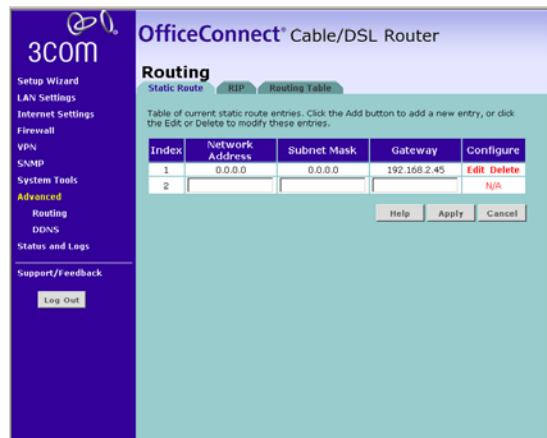 3COM
OfficeConnect® Cable/DSL Router
Setup Wizard
LAN Settings
Internet Settings
Firewall
VPN
SNMP
System Tools
Advanced
Routing
DDNS
Status and Logs
Support/Feedback
Log Out
Routing
Static Route RIP Routing Table
Table of current static route entries. Click the Add button to add a new entry, or click
the Edit or Delete to modify these entries.
Index Network Address Subnet Mask Gateway Configure
1 0.0.0.0 0.0.0.0 192.168.2.45 Edit Delete
2 N/A
Help Apply Cancel